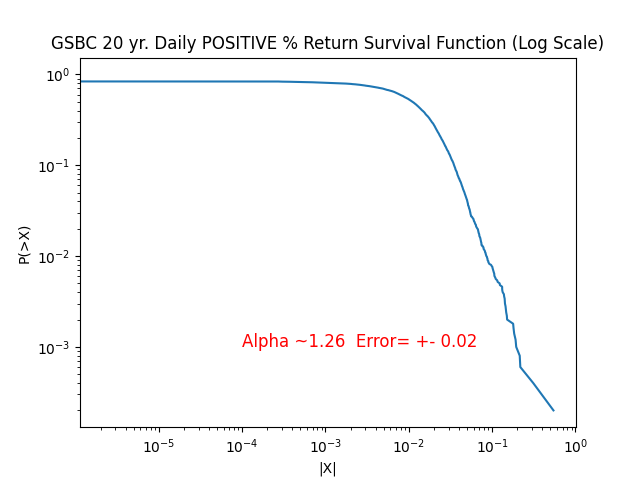 GSBC 20 yr. Daily POSITIVE % Return Survival Function (Log Scale)
10⁰
10⁻¹
10⁻²
10⁻³
P(>X)
Alpha ~1.26  Error= +- 0.02
10⁻⁵ 10⁻⁴ 10⁻³ 10⁻² 10⁻¹ 10⁰
|X|